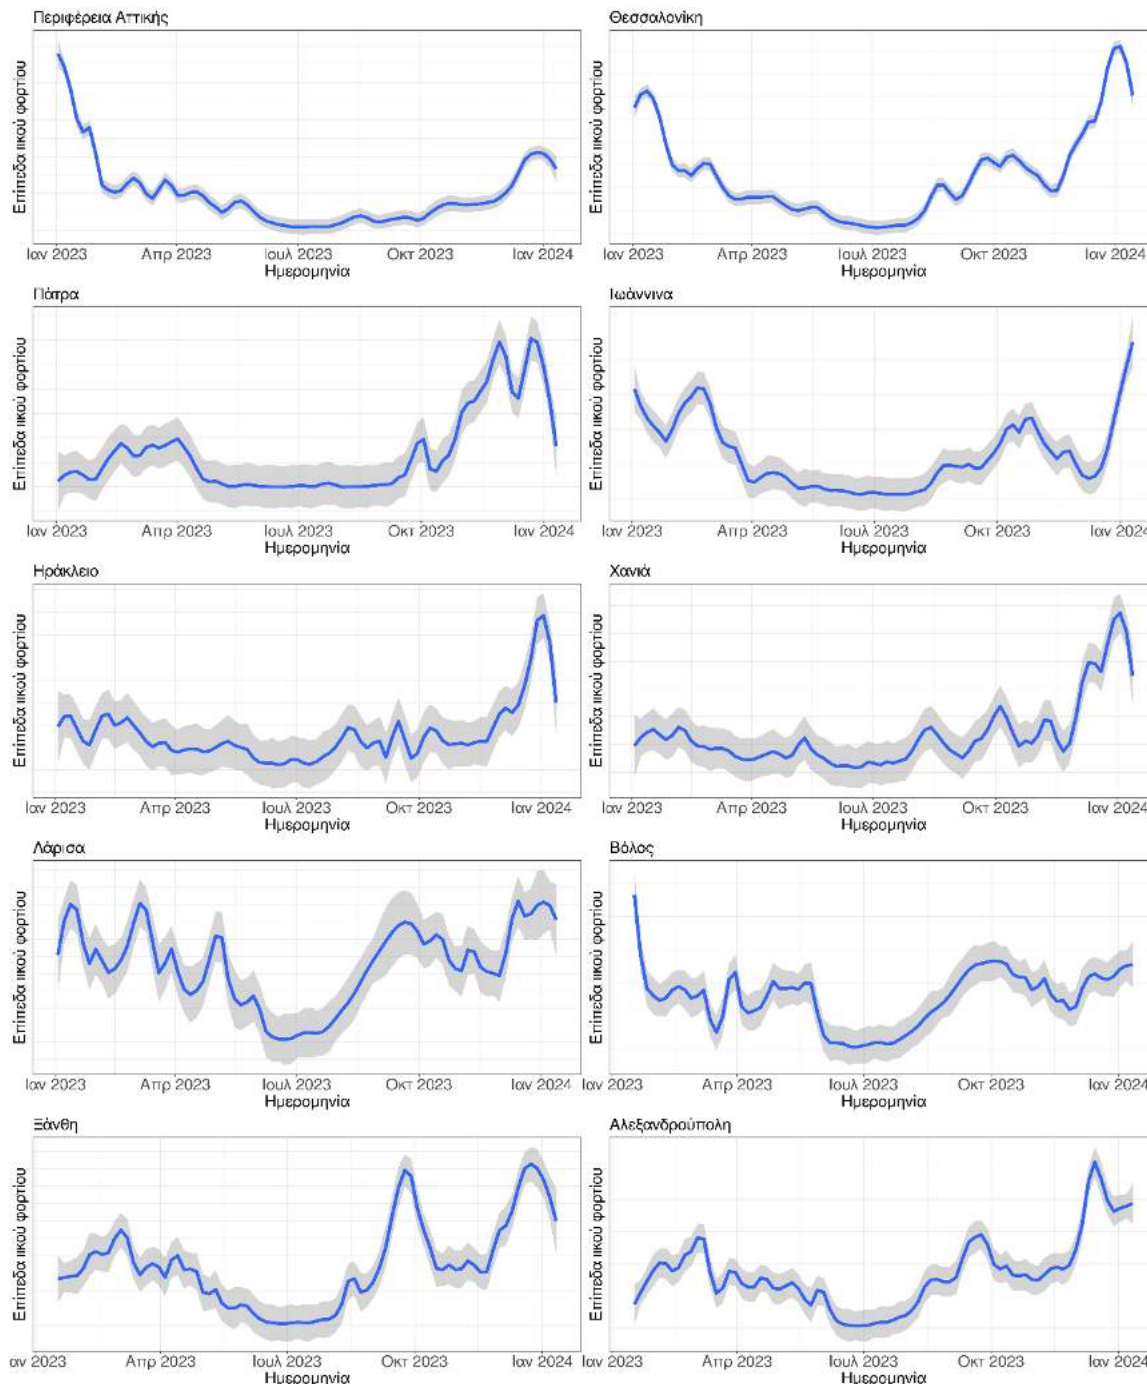 Περιφέρεια Αττικής
Επίπεδα ιικού φορτίου
Ιαν 2023 Απρ 2023 Ιουλ 2023 Οκτ 2023 Ιαν 2024
Ημερομηνία
Θεσσαλονίκη
Επίπεδα ιικού φορτίου
Ιαν 2023 Απρ 2023 Ιουλ 2023 Οκτ 2023 Ιαν 2024
Ημερομηνία
Πάτρα
Επίπεδα ιικού φορτίου
Ιαν 2023 Απρ 2023 Ιουλ 2023 Οκτ 2023 Ιαν 2024
Ημερομηνία
Ιωάννινα
Επίπεδα ιικού φορτίου
Ιαν 2023 Απρ 2023 Ιουλ 2023 Οκτ 2023 Ιαν 2024
Ημερομηνία
Ηράκλειο
Επίπεδα ιικού φορτίου
Ιαν 2023 Απρ 2023 Ιουλ 2023 Οκτ 2023 Ιαν 2024
Ημερομηνία
Χανιά
Επίπεδα ιικού φορτίου
Ιαν 2023 Απρ 2023 Ιουλ 2023 Οκτ 2023 Ιαν 2024
Ημερομηνία
Λάρισα
Επίπεδα ιικού φορτίου
Ιαν 2023 Απρ 2023 Ιουλ 2023 Οκτ 2023 Ιαν 2024
Ημερομηνία
Βόλος
Επίπεδα ιικού φορτίου
Ιαν 2023 Απρ 2023 Ιουλ 2023 Οκτ 2023 Ιαν 2024
Ημερομηνία
Ξάνθη
Επίπεδα ιικού φορτίου
αν 2023 Απρ 2023 Ιουλ 2023 Οκτ 2023 Ιαν 2024
Ημερομηνία
Αλεξανδρούπολη
Επίπεδα ιικού φορτίου
Ιαν 2023 Απρ 2023 Ιουλ 2023 Οκτ 2023 Ιαν 2024
Ημερομηνία